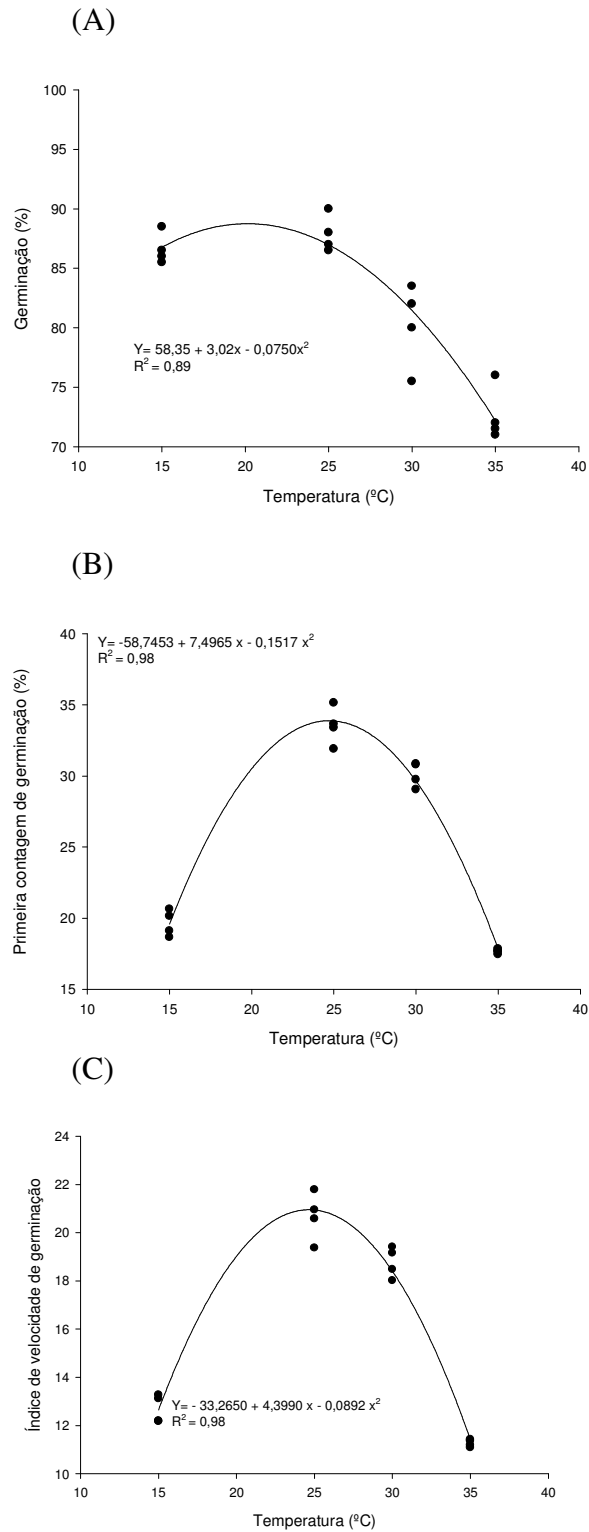 (A)
100
95
90
85
80
75
70
Germinação (%)
Y= 58,35 + 3,02x - 0,0750x²
R² = 0,89
10 15 20 25 30 35 40
Temperatura (ºC)
(B)
40
35
30
25
20
15
Primeira contagem de germinação (%)
Y= -58,7453 + 7,4965 x - 0,1517 x²
R² = 0,98
10 15 20 25 30 35 40
Temperatura (ºC)
(C)
24
22
20
18
16
14
12
10
Índice de velocidade de germinação
Y= - 33,2650 + 4,3990 x - 0,0892 x²
R² = 0,98
10 15 20 25 30 35 40
Temperatura (ºC)